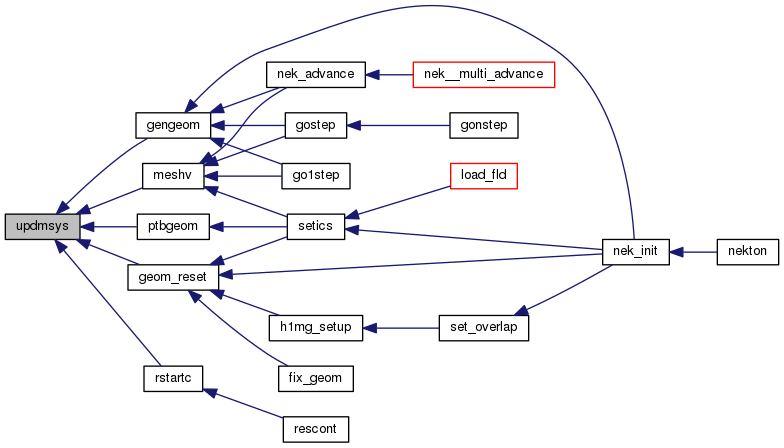 nek_advance
nek__multi_advance
gengeom
gostep
gonstep
meshv
go1step
load_fld
updmsys
ptbgeom
setics
nek_init
nekton
geom_reset
h1mg_setup
set_overlap
rstartc
fix_geom
rescont